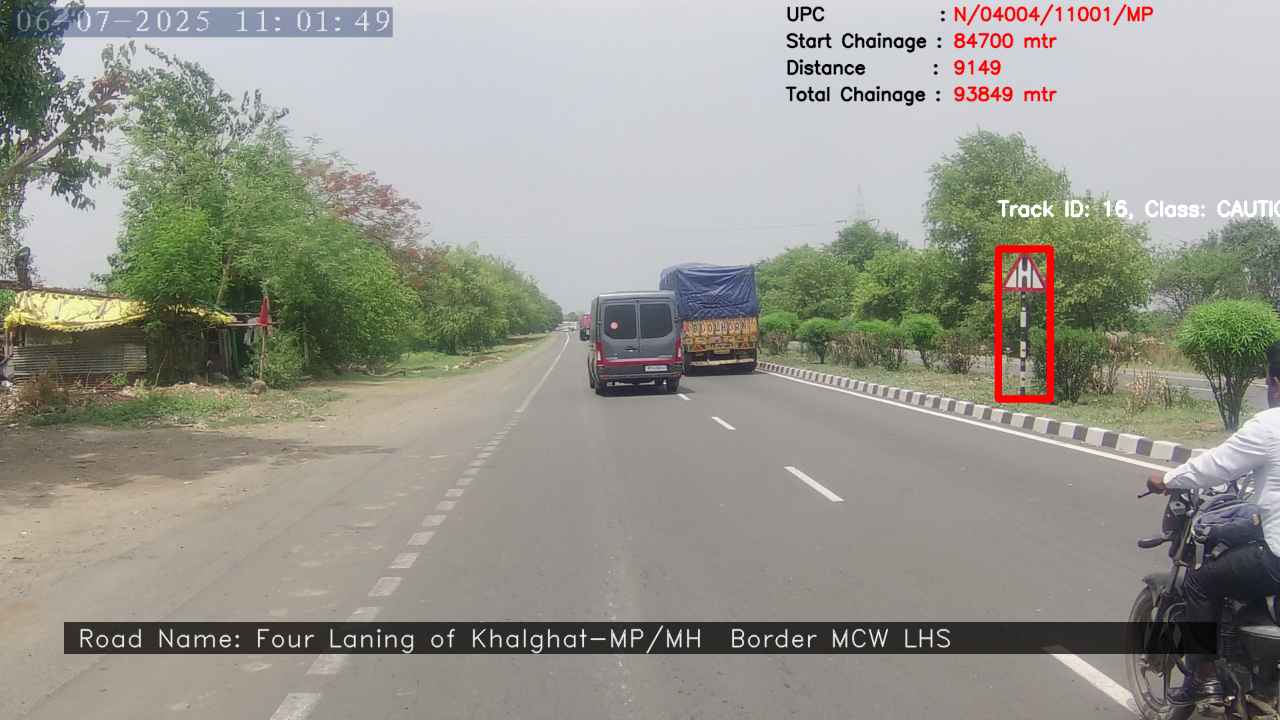 06-07-2025 11:01:49
UPC : N/04004/11001/MP
Start Chainage : 84700 mtr
Distance : 9149
Total Chainage : 93849 mtr
Track ID: 16, Class: CAUTIO
Road Name: Four Laning of Khalghat-MP/MH Border MCW LHS